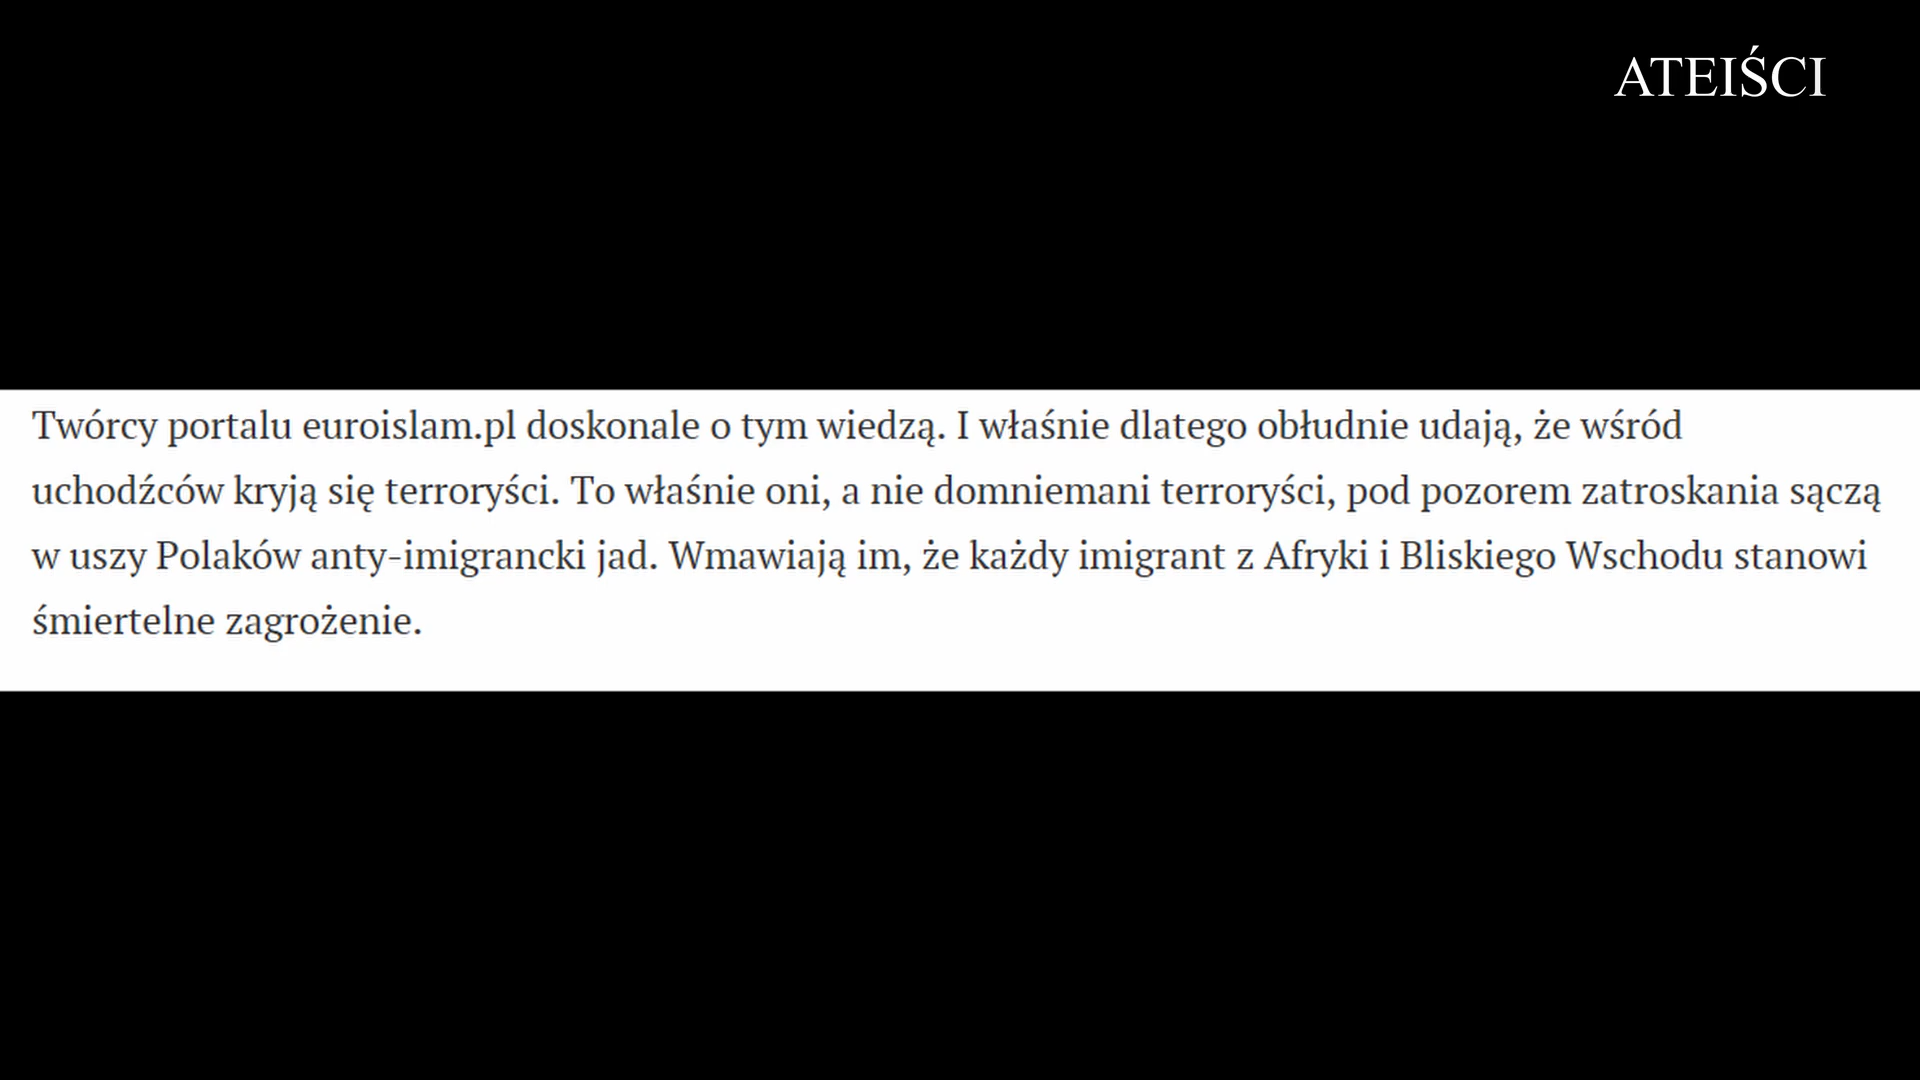 ATEIŚCI
Twórcy portalu euroislam.pl doskonale o tym wiedzą. I właśnie dlatego obłudnie udają, że wśród
uchodźców kryją się terroryści. To właśnie oni, a nie domniemani terroryści, pod pozorem zatroskania sączą
w uszy Polaków anty-imigrancki jad. Wmawiają im, że każdy imigrant z Afryki i Bliskiego Wschodu stanowi
śmiertelne zagrożenie.